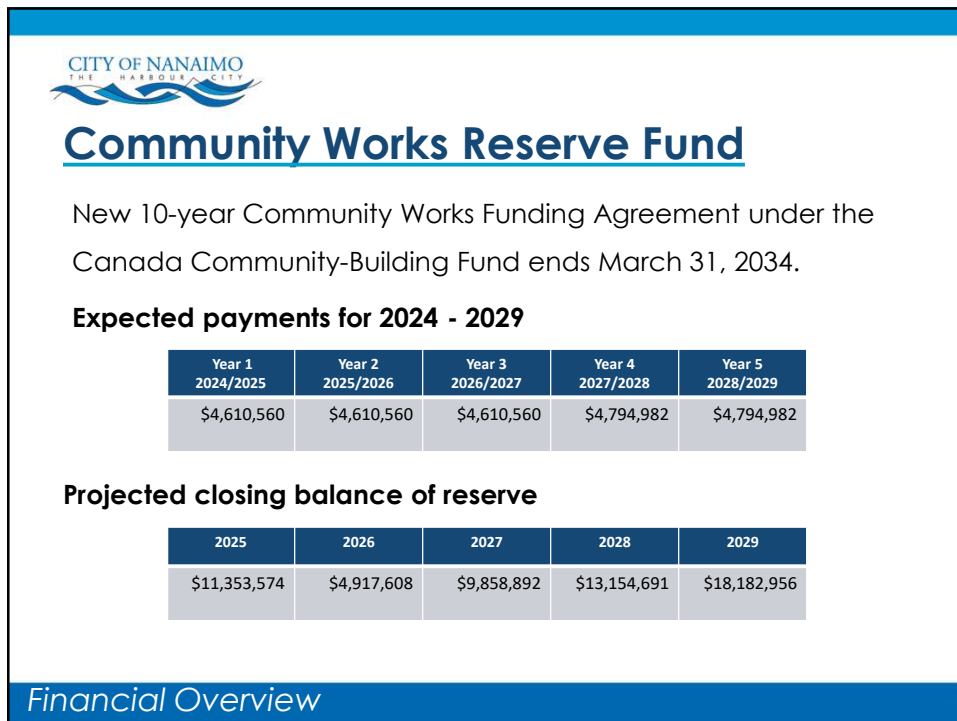 CITY OF NANAIMO
THE HARBOUR CITY
Community Works Reserve Fund
New 10-year Community Works Funding Agreement under the
Canada Community-Building Fund ends March 31, 2034.
Expected payments for 2024 - 2029
Year 1 Year 2 Year 3 Year 4 Year 5
2024/2025 2025/2026 2026/2027 2027/2028 2028/2029
$4,610,560 $4,610,560 $4,610,560 $4,794,982 $4,794,982
Projected closing balance of reserve
2025 2026 2027 2028 2029
$11,353,574 $4,917,608 $9,858,892 $13,154,691 $18,182,956
Financial Overview